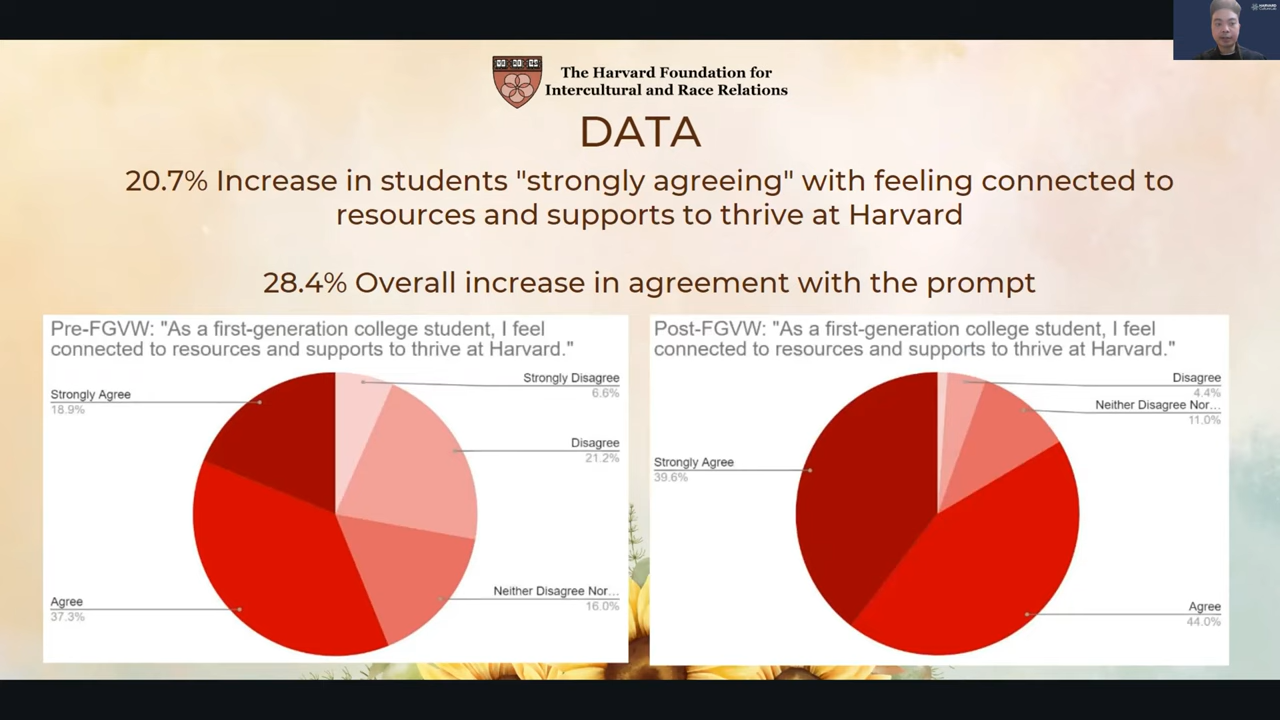 HARVARD
The Harvard Foundation for
Intercultural and Race Relations
DATA
20.7% Increase in students "strongly agreeing" with feeling connected to
resources and supports to thrive at Harvard
28.4% Overall increase in agreement with the prompt
Pre-FGVW: "As a first-generation college student, I feel
connected to resources and supports to thrive at Harvard."
Strongly Disagree
6.6%
Strongly Agree
18.9%
Disagree
21.2%
Neither Disagree Nor...
16.0%
Agree
37.3%
Post-FGVW: "As a first-generation college student, I feel
connected to resources and supports to thrive at Harvard."
Disagree
4.4%
Neither Disagree Nor...
11.0%
Strongly Agree
39.6%
Agree
44.0%